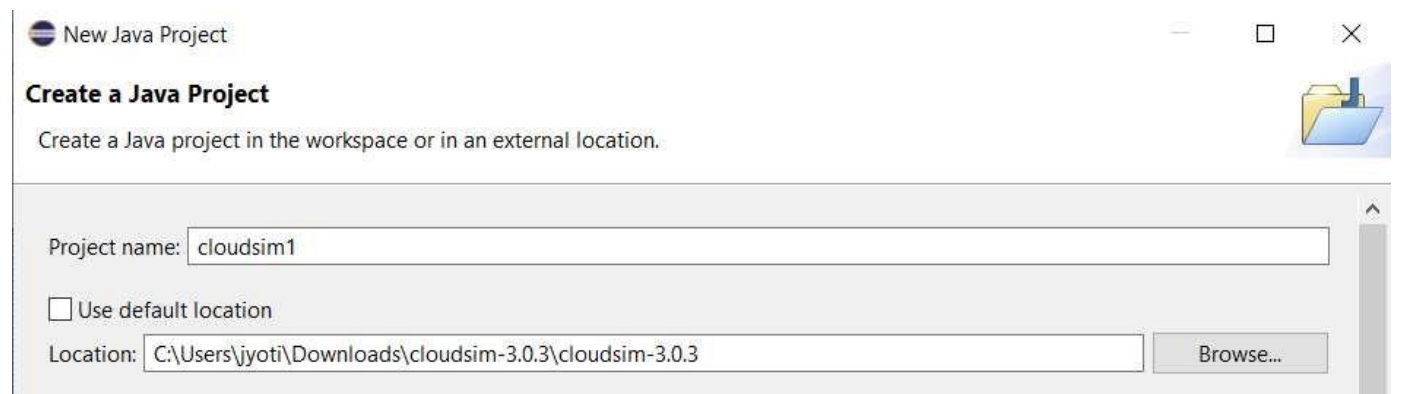 New Java Project
Create a Java Project
Create a Java project in the workspace or in an external location.
Project name: cloudsim1
Use default location
Location: C:\Users\jyoti\Downloads\cloudsim-3.0.3\cloudsim-3.0.3 Browse...